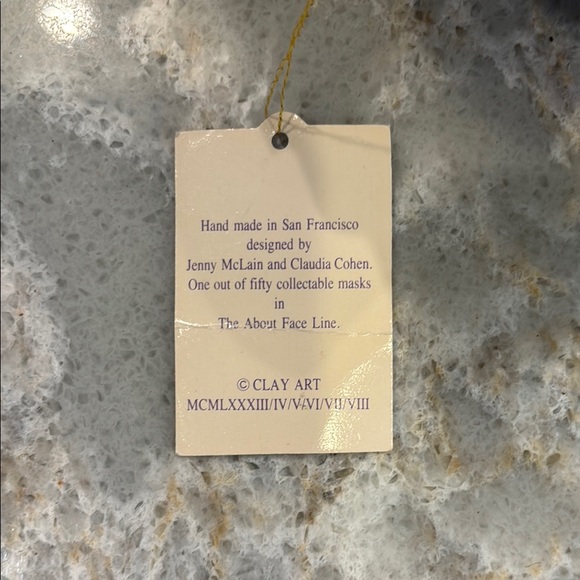 Hand made in San Francisco
designed by
Jenny McLain and Claudia Cohen.
One out of fifty collectable masks
in
The About Face Line.
© CLAY ART
MCMLXXXIII/IV/V/VI/VII/VIII